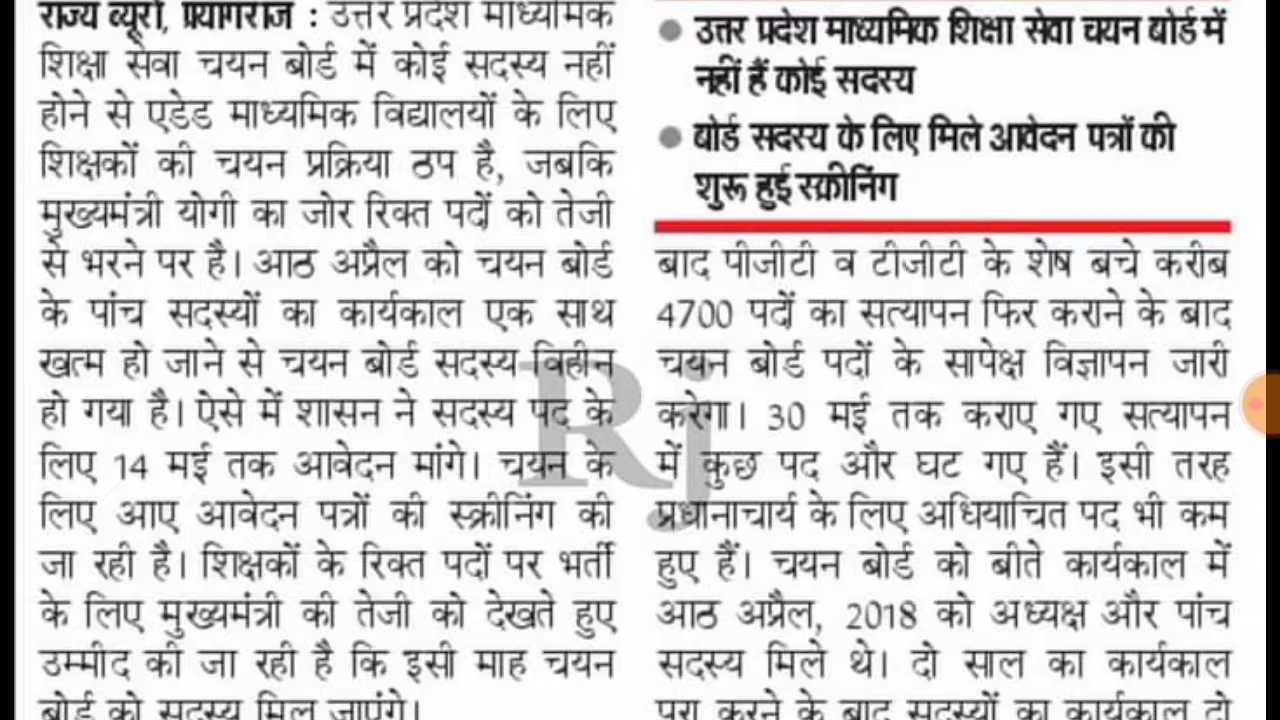 राज्य ब्यूरो, प्रयागराज : उत्तर प्रदेश माध्यमिक
शिक्षा सेवा चयन बोर्ड में कोई सदस्य नहीं
होने से एडेड माध्यमिक विद्यालयों के लिए
शिक्षकों की चयन प्रक्रिया ठप है, जबकि
मुख्यमंत्री योगी का जोर रिक्त पदों को तेजी
से भरने पर है। आठ अप्रैल को चयन बोर्ड
के पांच सदस्यों का कार्यकाल एक साथ
खत्म हो जाने से चयन बोर्ड सदस्य विहीन
हो गया है। ऐसे में शासन ने सदस्य पद के
लिए 14 मई तक आवेदन मांगे। चयन के
लिए आए आवेदन पत्रों की स्क्रीनिंग की
जा रही है। शिक्षकों के रिक्त पदों पर भर्ती
के लिए मुख्यमंत्री की तेजी को देखते हुए
उम्मीद की जा रही है कि इसी माह चयन
बोर्ड को सदस्य मिल जाएंगे।
● उत्तर प्रदेश माध्यमिक शिक्षा सेवा चयन बोर्ड में
नहीं हैं कोई सदस्य
● बोर्ड सदस्य के लिए मिले आवेदन पत्रों की
शुरू हुई स्क्रीनिंग
बाद पीजीटी व टीजीटी के शेष बचे करीब
4700 पदों का सत्यापन फिर कराने के बाद
चयन बोर्ड पदों के सापेक्ष विज्ञापन जारी
करेगा। 30 मई तक कराए गए सत्यापन
में कुछ पद और घट गए हैं। इसी तरह
प्रधानाचार्य के लिए अधियाचित पद भी कम
हुए हैं। चयन बोर्ड को बीते कार्यकाल में
आठ अप्रैल, 2018 को अध्यक्ष और पांच
सदस्य मिले थे। दो साल का कार्यकाल
पूरा करने के बाद सदस्यों का कार्यकाल दो
Rj